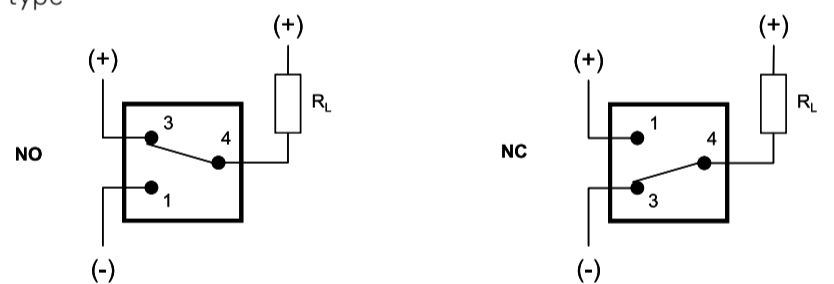 type
(+) (+)
(+) (+)
3 R_L 1 R_L
4 4
NO NC
1 3
(-) (-)